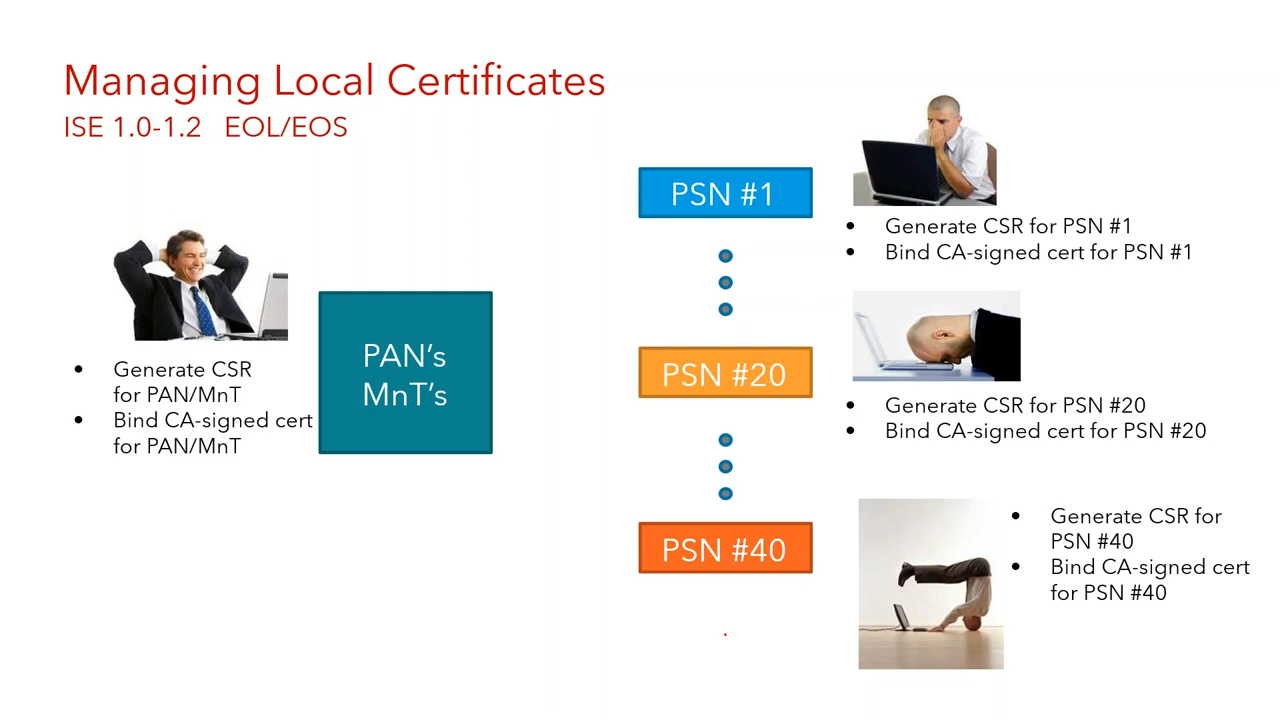 Managing Local Certificates
ISE 1.0-1.2 EOL/EOS
• Generate CSR
for PAN/MnT
• Bind CA-signed cert
for PAN/MnT
PAN's
MnT's
PSN #1
• Generate CSR for PSN #1
• Bind CA-signed cert for PSN #1
PSN #20
• Generate CSR for PSN #20
• Bind CA-signed cert for PSN #20
PSN #40
• Generate CSR for
PSN #40
• Bind CA-signed cert
for PSN #40